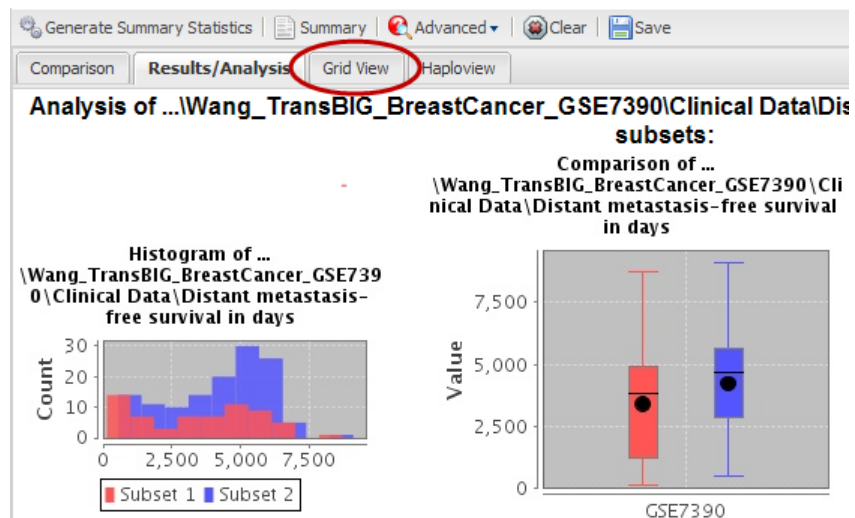 Generate Summary Statistics Summary Advanced Clear Save
Comparison Results/Analysis Grid View Haploview
Analysis of ...\Wang_TransBIG_BreastCancer_GSE7390\Clinical Data\Dis
subsets:
Comparison of ...
\Wang_TransBIG_BreastCancer_GSE7390\Cli
nical Data\Distant metastasis-free survival
in days
Histogram of ...
\Wang_TransBIG_BreastCancer_GSE739
0\Clinical Data\Distant metastasis-
free survival in days
Count
30
20
10
0
0 2,500 5,000 7,500
Subset 1 Subset 2
Value
7,500
5,000
2,500
0
GSE7390